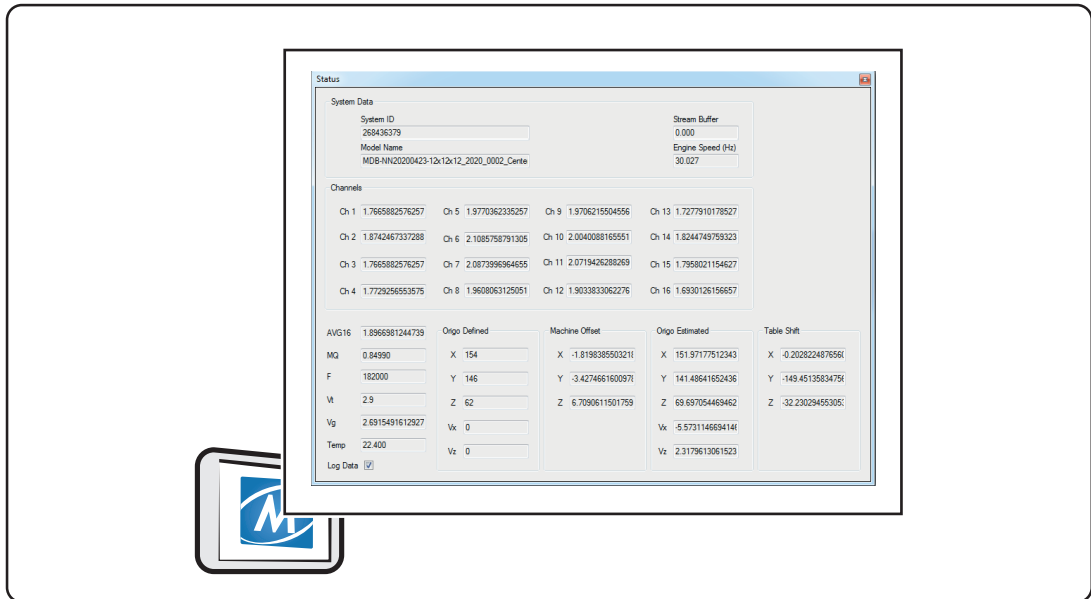 Status
System Data
System ID
268436379
Model Name
MDB-NN20200423-12x12x12_2020_0002_Cente
Stream Buffer
0.000
Engine Speed (Hz)
30.027
Channels
Ch 1 1.7665882576257 Ch 5 1.9770362335257 Ch 9 1.9706215504556 Ch 13 1.7277910178527
Ch 2 1.8742467337288 Ch 6 2.1085758791305 Ch 10 2.0040088165551 Ch 14 1.8244759759323
Ch 3 1.7665882576257 Ch 7 2.0873996964655 Ch 11 2.0719426288269 Ch 15 1.7958021154627
Ch 4 1.7729256553575 Ch 8 1.9608063125051 Ch 12 1.9033833062276 Ch 16 1.6930126156657
AVG16 1.8966981244739
MQ 0.84990
F 182000
Vt 2.9
Vg 2.6915491612927
Temp 22.400
Log Data
Origo Defined
X 154
Y 146
Z 62
Vx 0
Vz 0
Machine Offset
X -1.8198385503218
Y -3.4274661600978
Z 6.7090611501759
Origo Estimated
X 151.97177512343
Y 141.48641652436
Z 69.697054469462
Vx -5.5731146694146
Vz 2.3179613061523
Table Shift
X -0.2028224876560
Y -149.45135834756
Z -32.230294553053
M